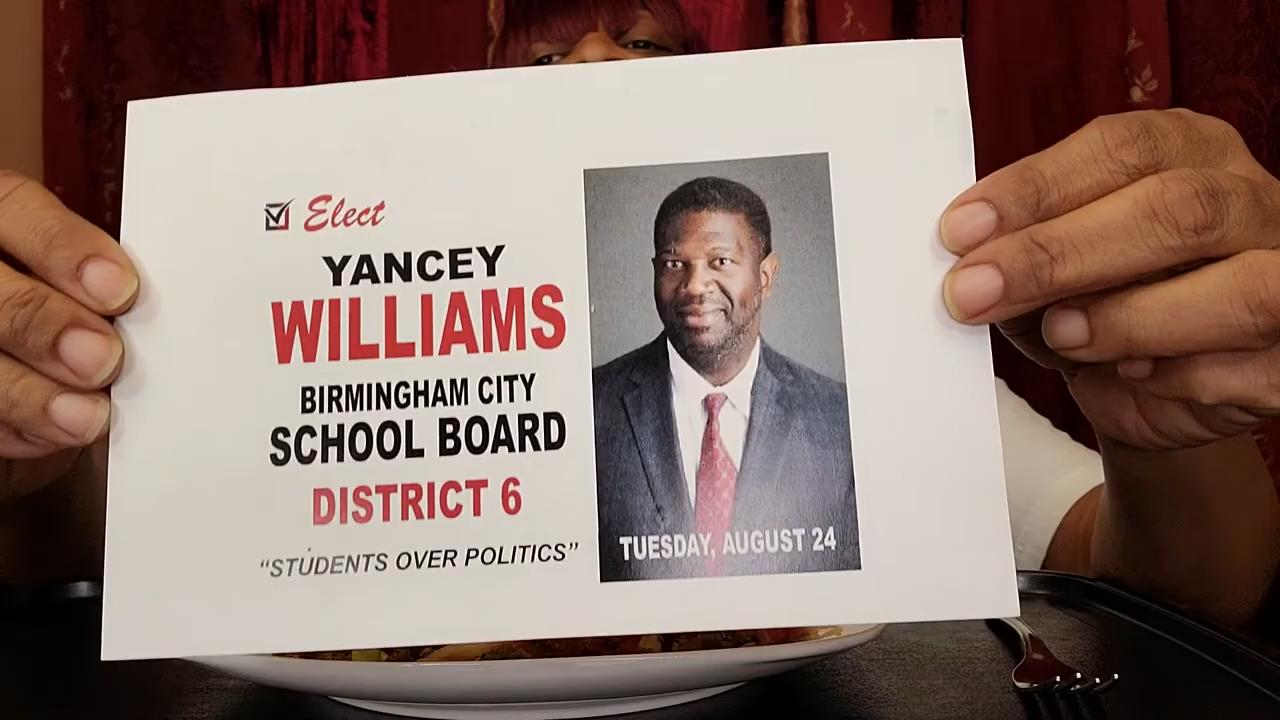 Elect
YANCEY
WILLIAMS
BIRMINGHAM CITY
SCHOOL BOARD
DISTRICT 6
“STUDENTS OVER POLITICS”
TUESDAY, AUGUST 24